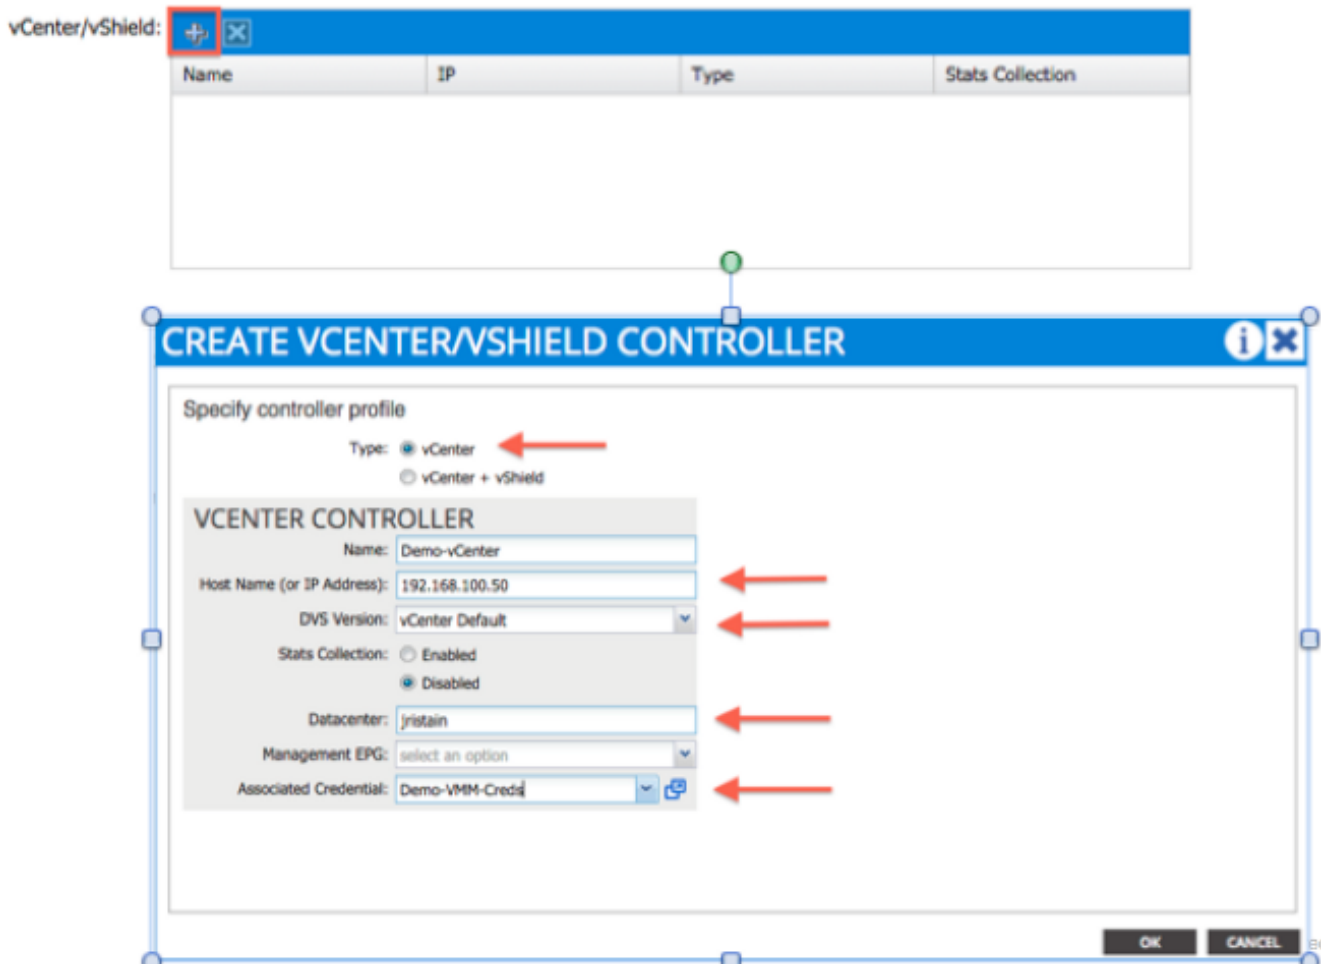 vCenter/vShield:
Name IP Type Stats Collection
CREATE VCENTER/VSHIELD CONTROLLER
Specify controller profile
Type: vCenter
vCenter + vShield
VCENTER CONTROLLER
Name: Demo-vCenter
Host Name (or IP Address): 192.168.100.50
DVS Version: vCenter Default
Stats Collection: Enabled
Disabled
Datacenter: jristain
Management EPG: select an option
Associated Credential: Demo-VMM-Creds
OK CANCEL